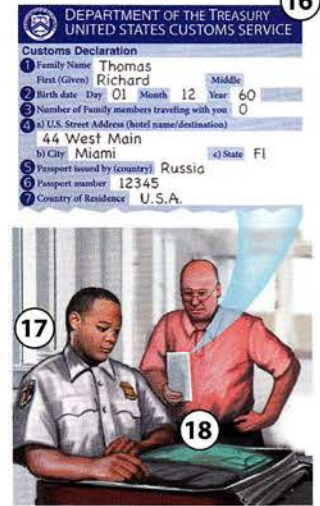 16
DEPARTMENT OF THE TREASURY
UNITED STATES CUSTOMS SERVICE
Customs Declaration
1 Family Name Thomas
First (Given) Richard Middle
2 Birth date Day 01 Month 12 Year 60
3 Number of Family members traveling with you 0
4 a) U.S. Street Address (hotel name/destination)
44 West Main
b) City Miami c) State Fl
5 Passport issued by (country) Russia
6 Passport number 12345
7 Country of Residence U.S.A.
17
18